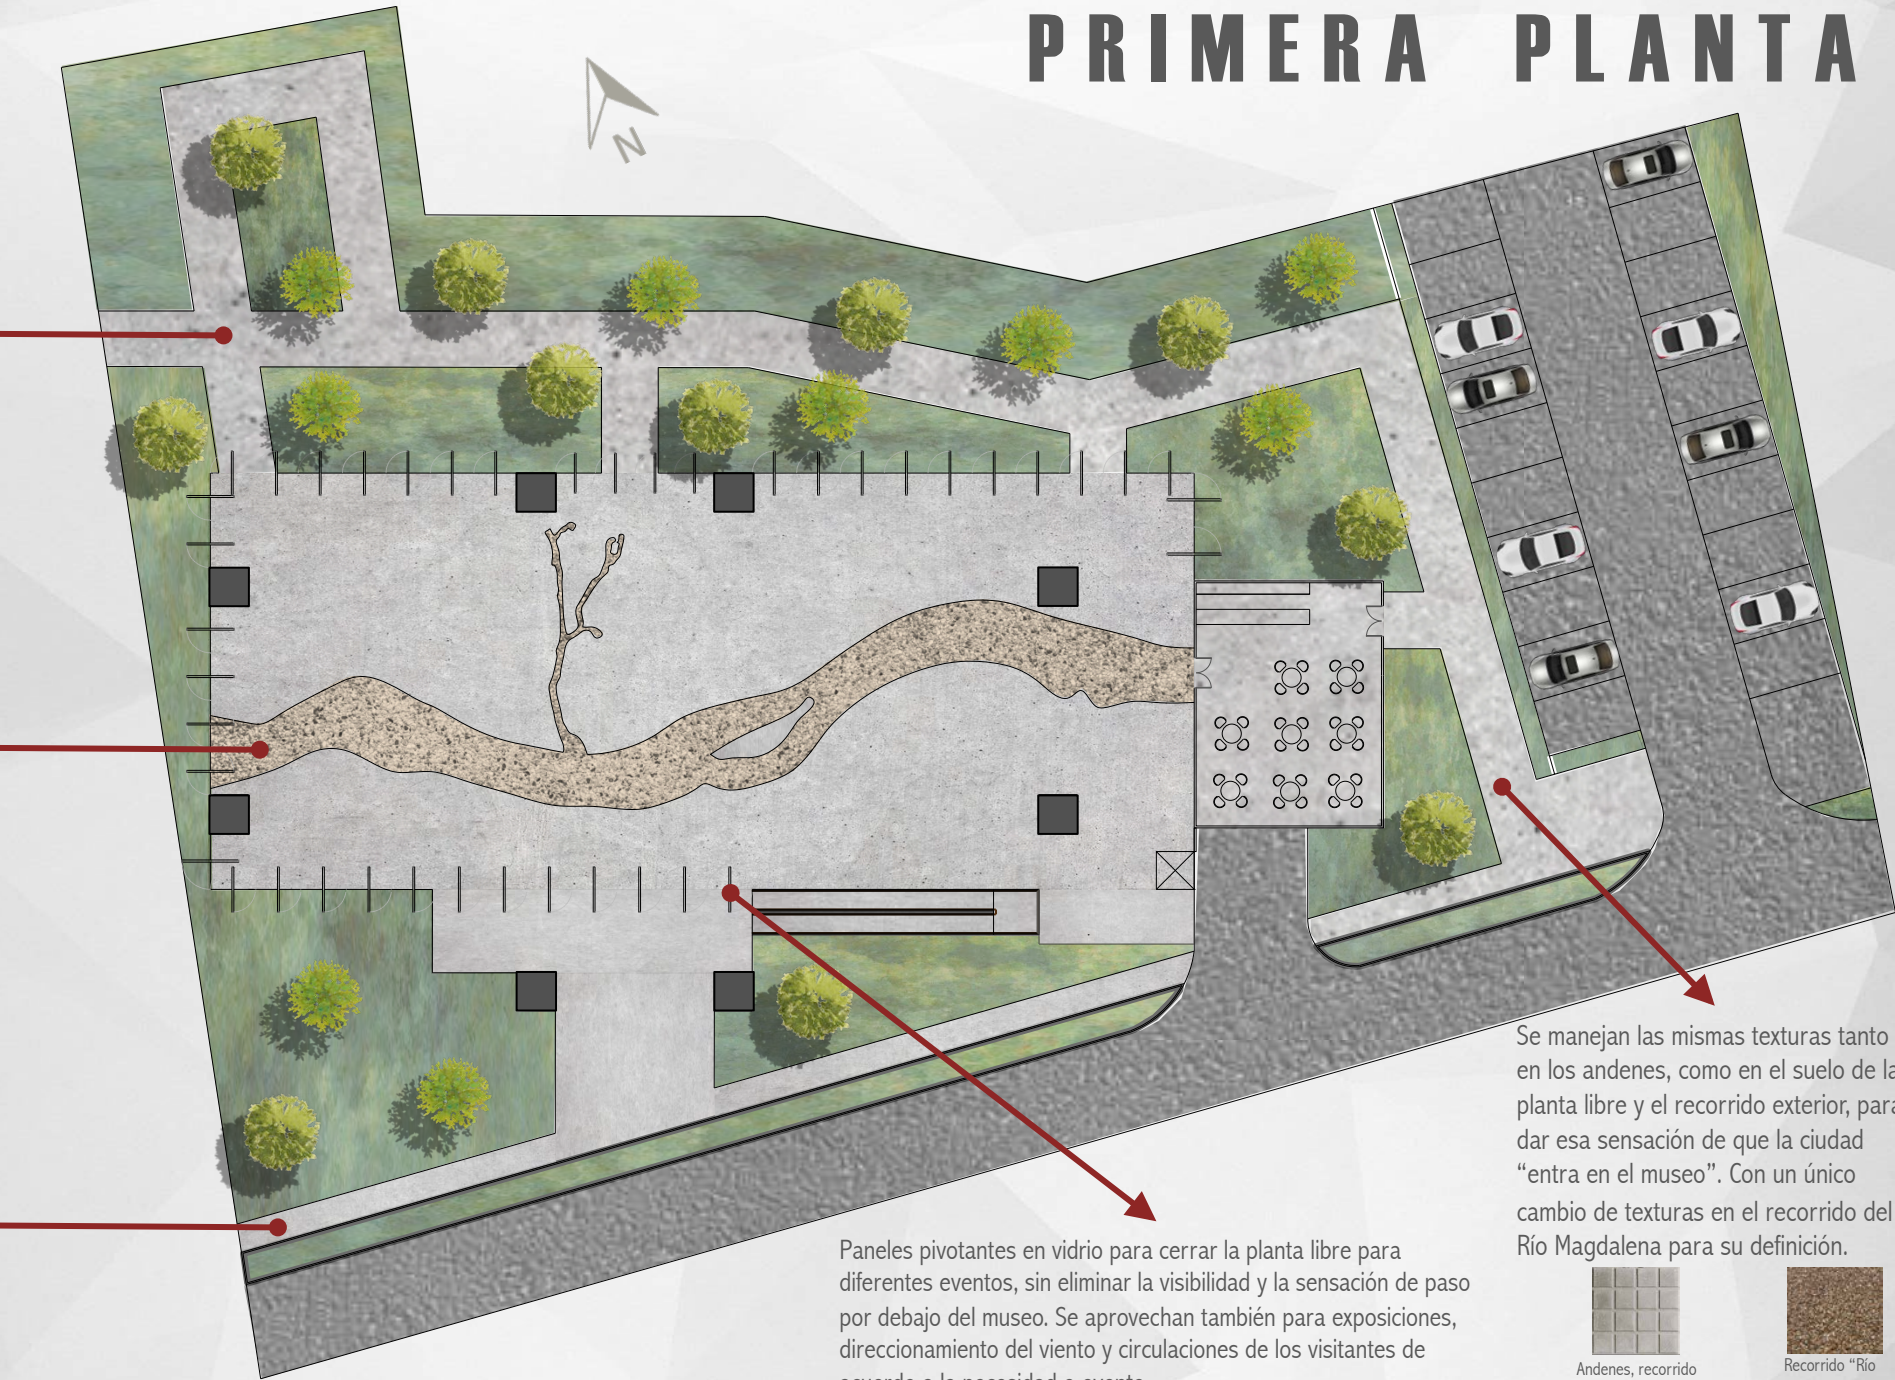 PRIMERA PLANTA
N
Se manejan las mismas texturas tanto
en los andenes, como en el suelo de la
planta libre y el recorrido exterior, para
dar esa sensación de que la ciudad
“entra en el museo”. Con un único
cambio de texturas en el recorrido del
Río Magdalena para su definición.
Paneles pivotantes en vidrio para cerrar la planta libre para
diferentes eventos, sin eliminar la visibilidad y la sensación de paso
por debajo del museo. Se aprovechan también para exposiciones,
direccionamiento del viento y circulaciones de los visitantes de
acuerdo a la necesidad o evento.
Andenes, recorrido
Recorrido “Río